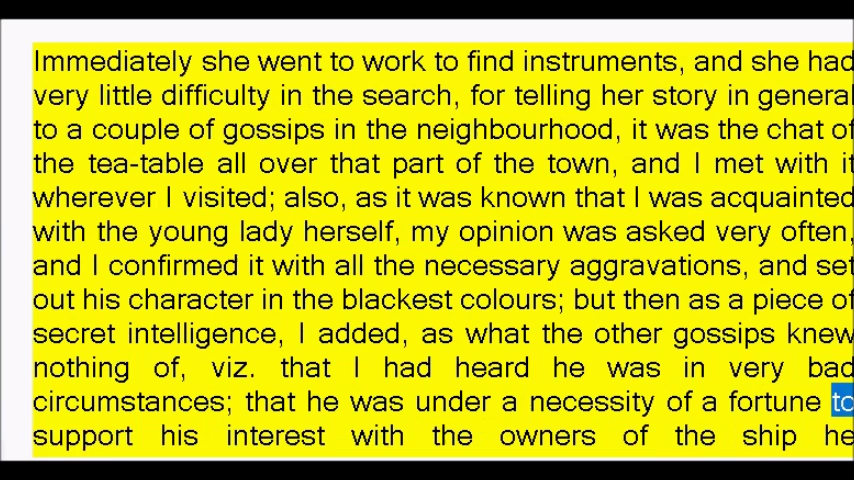 Immediately she went to work to find instruments, and she had
very little difficulty in the search, for telling her story in general
to a couple of gossips in the neighbourhood, it was the chat of
the tea-table all over that part of the town, and I met with it
wherever I visited; also, as it was known that I was acquainted
with the young lady herself, my opinion was asked very often,
and I confirmed it with all the necessary aggravations, and set
out his character in the blackest colours; but then as a piece of
secret intelligence, I added, as what the other gossips knew
nothing of, viz. that I had heard he was in very bad
circumstances; that he was under a necessity of a fortune to
support his interest with the owners of the ship he